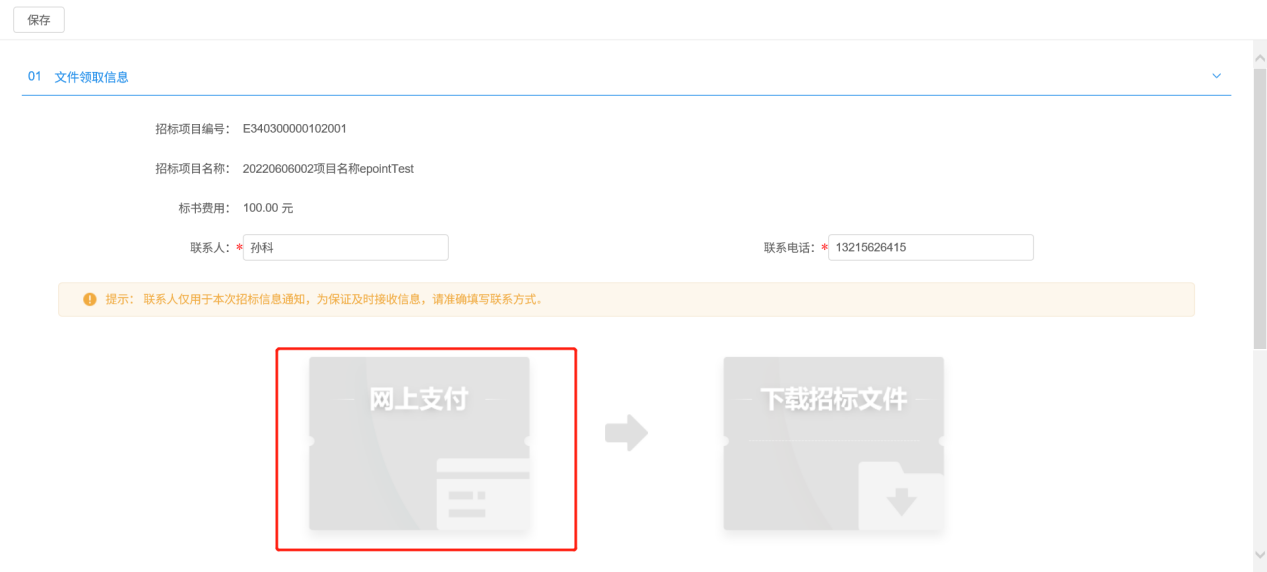 保存
01 文件领取信息
招标项目编号： E340300000102001
招标项目名称： 20220606002项目名称epointTest
标书费用： 100.00 元
联系人：*孙科 联系电话：*13215626415
提示： 联系人仅用于本次招标信息通知，为保证及时接收信息，请准确填写联系方式。
网上支付 下载招标文件